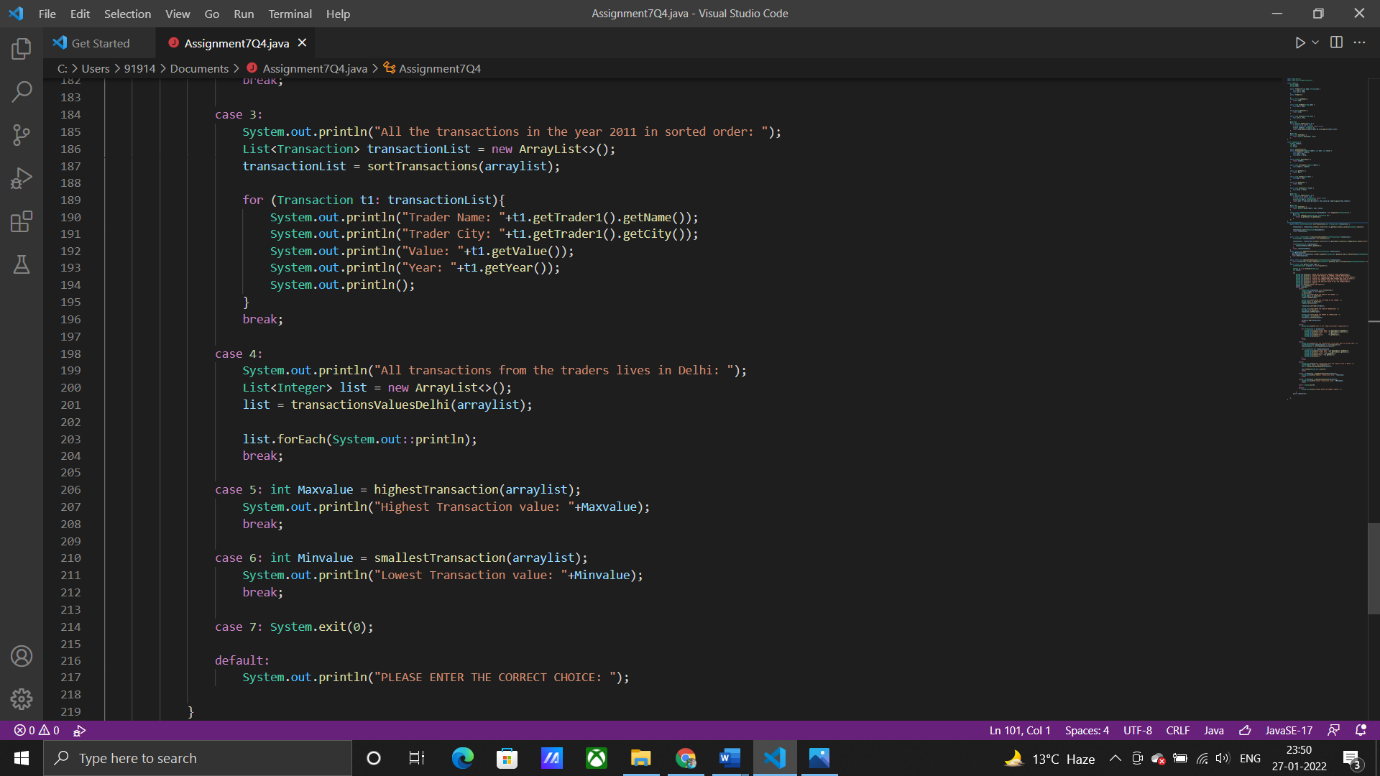 File Edit Selection View Go Run Terminal Help Assignment7Q4.java - Visual Studio Code
Get Started Assignment7Q4.java
C: > Users > 91914 > Documents > Assignment7Q4.java > Assignment7Q4
182 break;
183
184 case 3:
185 System.out.println("All the transactions in the year 2011 in sorted order: ");
186 List<Transaction> transactionList = new ArrayList<>();
187 transactionList = sortTransactions(arraylist);
188
189 for (Transaction t1: transactionList){
190 System.out.println("Trader Name: "+t1.getTrader1().getName());
191 System.out.println("Trader City: "+t1.getTrader1().getCity());
192 System.out.println("Value: "+t1.getValue());
193 System.out.println("Year: "+t1.getYear());
194 System.out.println();
195 }
196 break;
197
198 case 4:
199 System.out.println("All transactions from the traders lives in Delhi: ");
200 List<Integer> list = new ArrayList<>();
201 list = transactionsValuesDelhi(arraylist);
202
203 list.forEach(System.out::println);
204 break;
205
206 case 5: int Maxvalue = highestTransaction(arraylist);
207 System.out.println("Highest Transaction value: "+Maxvalue);
208 break;
209
210 case 6: int Minvalue = smallestTransaction(arraylist);
211 System.out.println("Lowest Transaction value: "+Minvalue);
212 break;
213
214 case 7: System.exit(0);
215
216 default:
217 System.out.println("PLEASE ENTER THE CORRECT CHOICE: ");
218
219 }
0 0 Ln 101, Col 1 Spaces: 4 UTF-8 CRLF Java JavaSE-17
Type here to search 13°C Haze ENG 23:50
27-01-2022 3